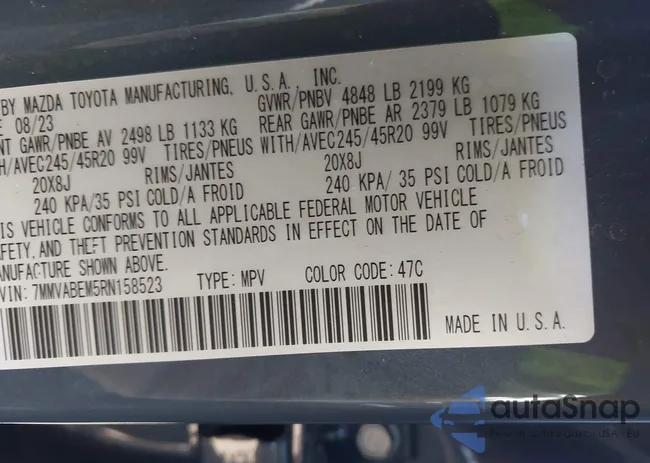 BY MAZDA TOYOTA MANUFACTURING, U.S.A. INC.
08/23 GVWR/PNBV 4848 LB 2199 KG
NT GAWR/PNBE AV 2498 LB 1133 KG REAR GAWR/PNBE AR 2379 LB 1079 KG
TH/AVEC245/45R20 99V TIRES/PNEUS WITH/AVEC245/45R20 99V TIRES/PNEUS
20X8J RIMS/JANTES 20X8J RIMS/JANTES
240 KPA/35 PSI COLD/A FROID 240 KPA/ 35 PSI COLD/A FROID
IS VEHICLE CONFORMS TO ALL APPLICABLE FEDERAL MOTOR VEHICLE
AFETY, AND THEFT PREVENTION STANDARDS IN EFFECT ON THE DATE OF
ANUFACTURE SHOWN ABOVE.
VIN: 7MMVABEM5RN158523 TYPE: MPV COLOR CODE: 47C
MADE IN U.S.A.
autoSnap